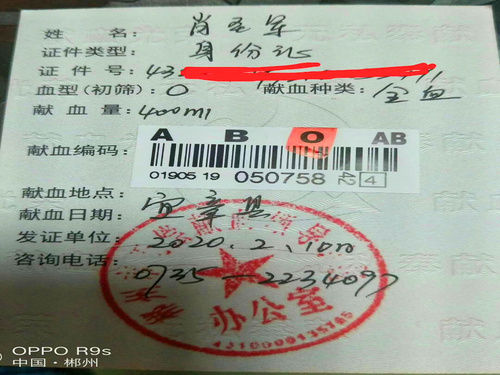 姓 名: 肖
证件类型: 身份证
证 件 号: 43
血型(初筛): O 献血种类: 全血
献 血 量: 400ml
A B O AB
献血编码:
01905 19 050758 42 4
献血地点: 宜章县
献血日期:
发证单位: 2020.2.10
咨询电话: 0735-2234097
办公室
OPPO R9s
中国·郴州